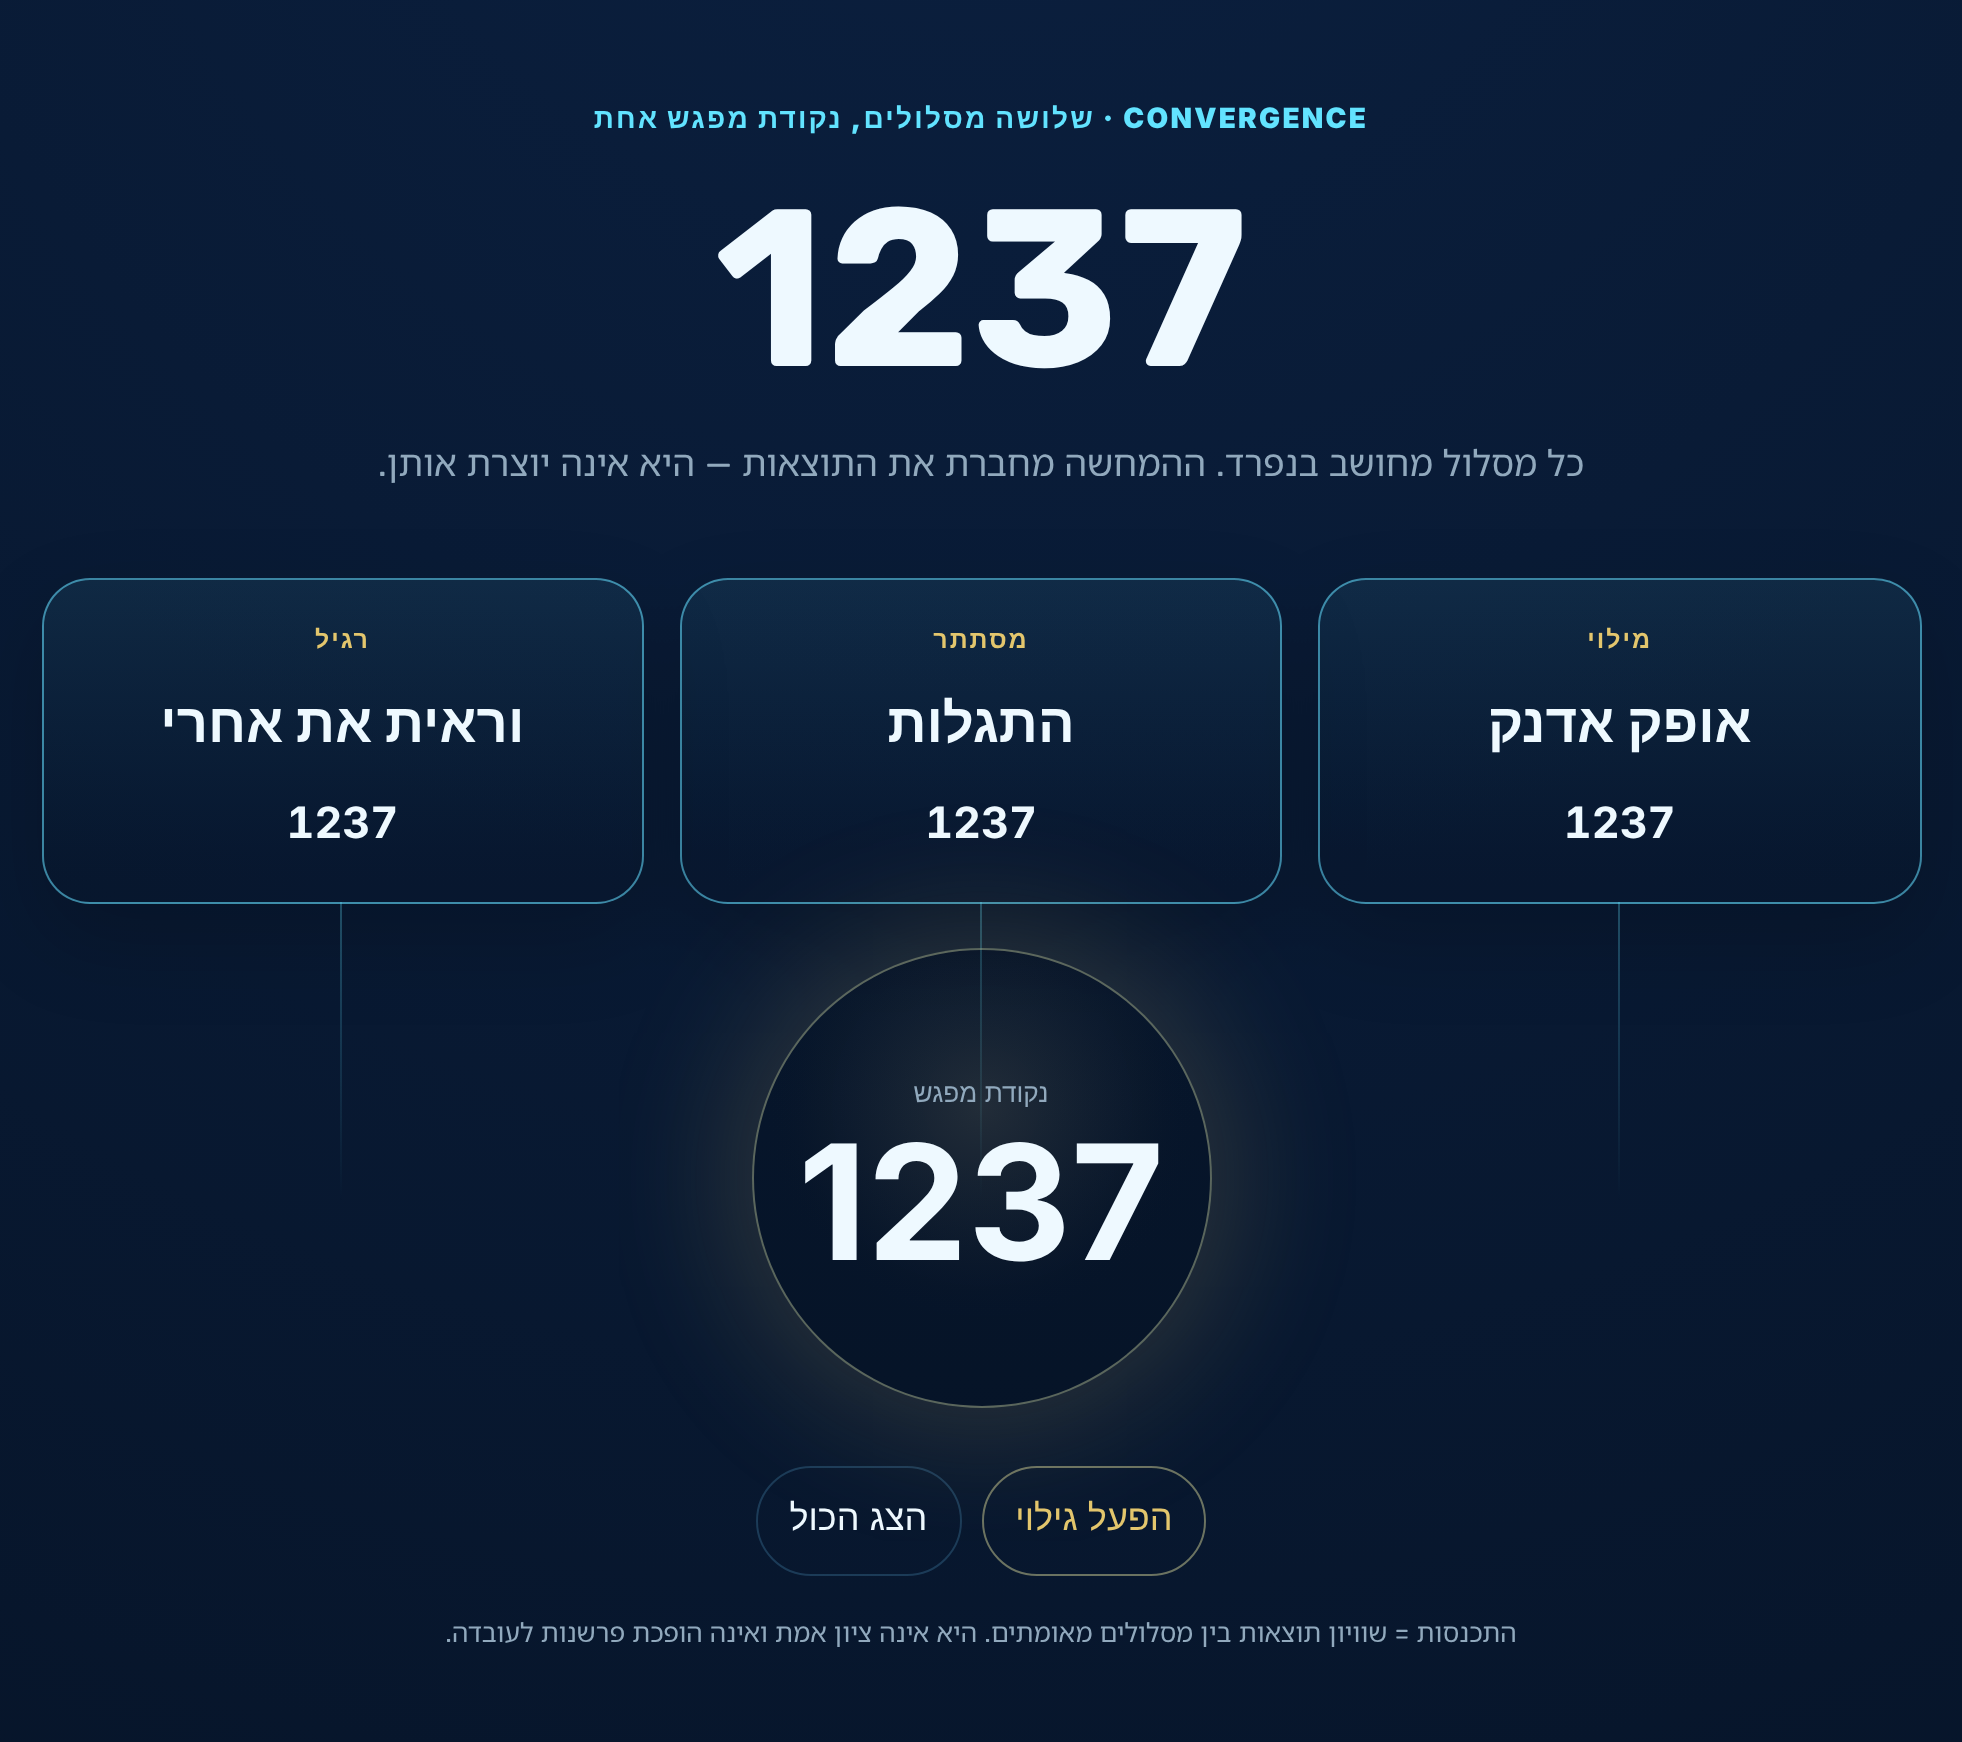 CONVERGENCE · שלושה מסלולים, נקודת מפגש אחת
1237
כל מסלול מחושב בנפרד. ההמחשה מחברת את התוצאות – היא אינה יוצרת אותן.
מילוי
אופק אדנק
1237
מסתתר
התגלות
1237
רגיל
וראית את אחרי
1237
נקודת מפגש
1237
הפעל גילוי
הצג הכול
התכנסות = שוויון תוצאות בין מסלולים מאומתים. היא אינה ציון אמת ואינה הופכת פרשנות לעובדה.